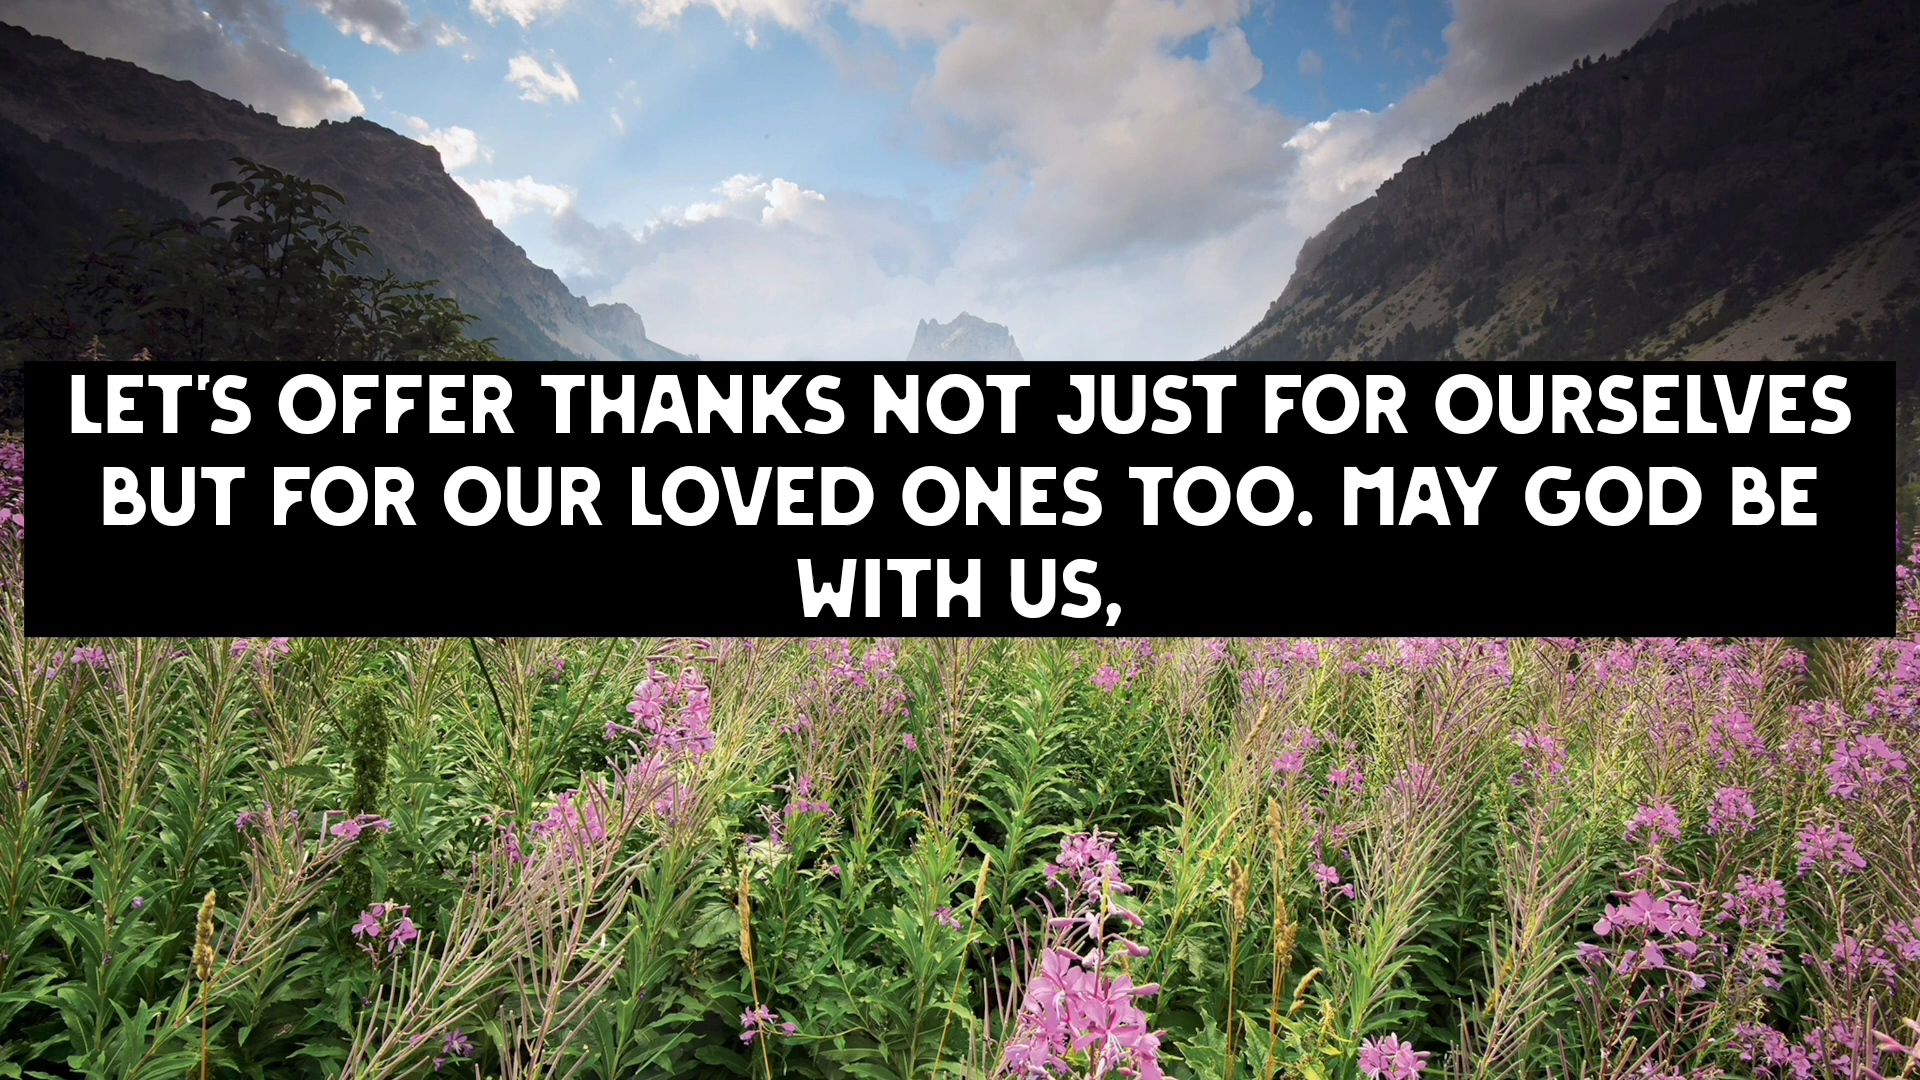 LET'S OFFER THANKS NOT JUST FOR OURSELVES
BUT FOR OUR LOVED ONES TOO. MAY GOD BE
WITH US,